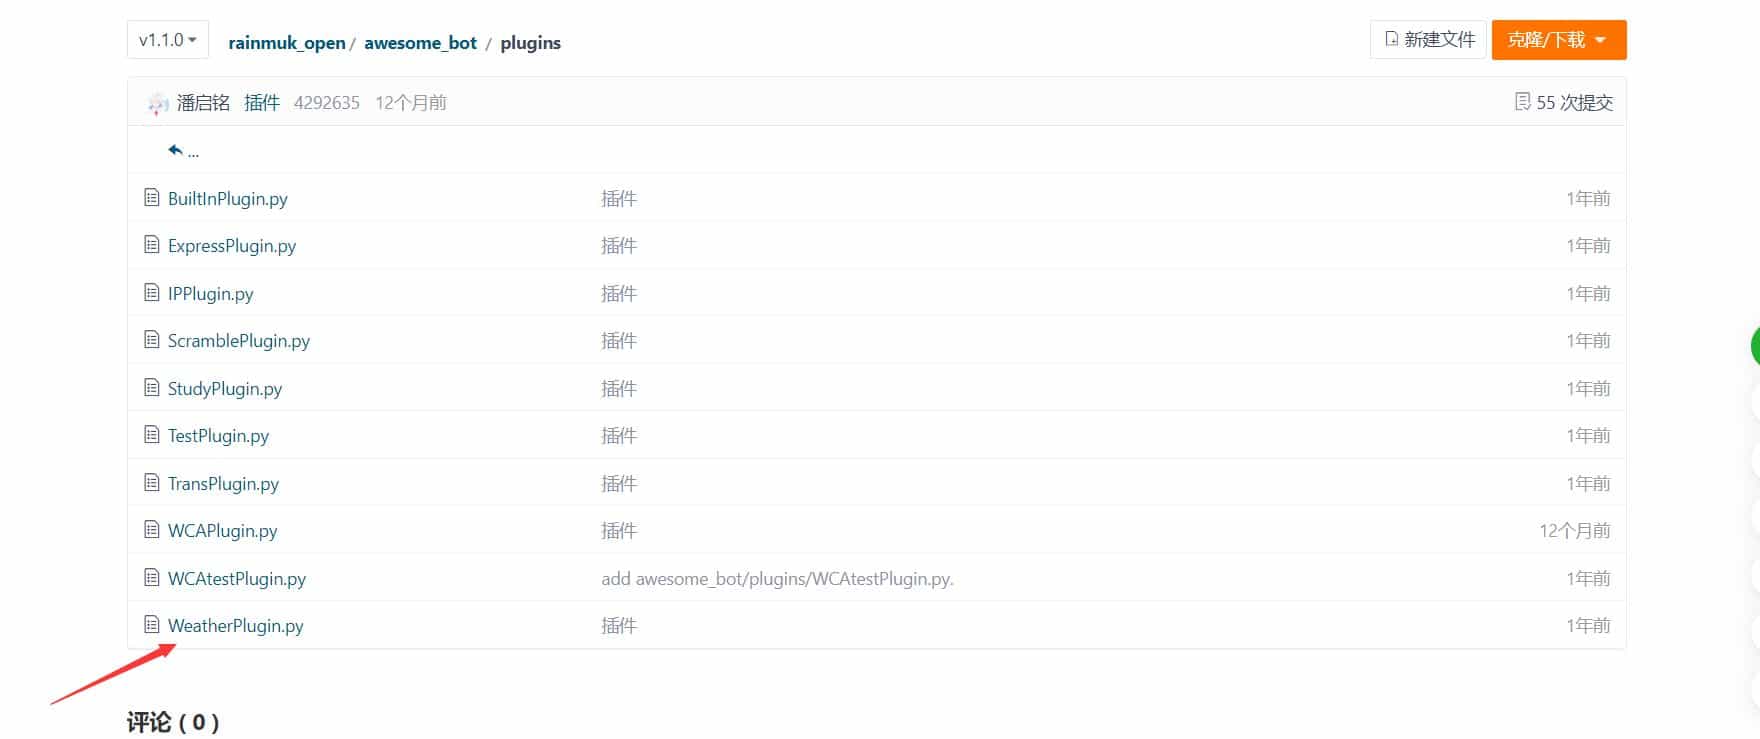 v1.1.0 rainmuk_open / awesome_bot / plugins 新建文件 克隆/下载
潘启铭 插件 4292635 12个月前 55 次提交
...
BuiltInPlugin.py 插件 1年前
ExpressPlugin.py 插件 1年前
IPPlugin.py 插件 1年前
ScramblePlugin.py 插件 1年前
StudyPlugin.py 插件 1年前
TestPlugin.py 插件 1年前
TransPlugin.py 插件 1年前
WCAPlugin.py 插件 12个月前
WCAtestPlugin.py add awesome_bot/plugins/WCAtestPlugin.py. 1年前
WeatherPlugin.py 插件 1年前
评论 ( 0 )